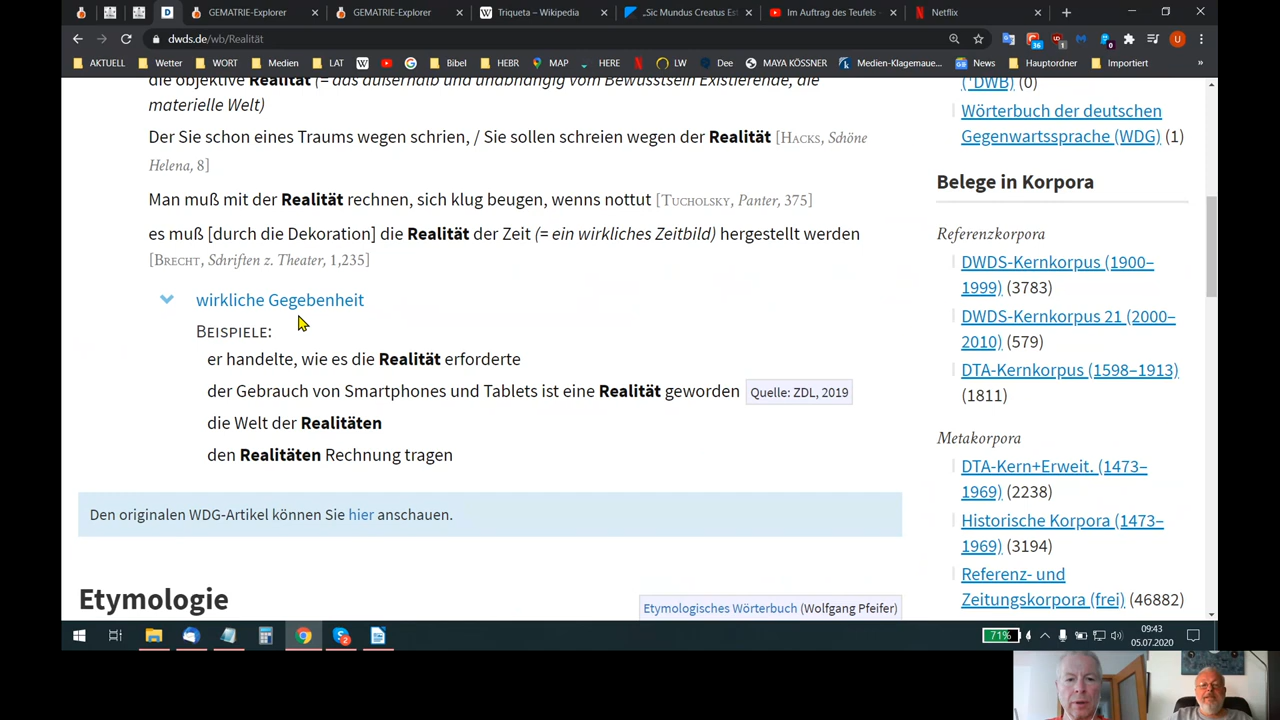 GEMATRIE-Explorer
GEMATRIE-Explorer
Triqueta – Wikipedia
„Sic Mundus Creatus Est
Im Auftrag des Teufels -
Netflix
dwds.de/wb/Realität
AKTUELL
Wetter
WORT
Medien
LAT
Bibel
HEBR
MAP
HERE
LW
Dee
MAYA KÖSSNER
Medien-Klagemaue...
News
Hauptordner
Importiert
die objektive Realität (= das außerhalb und unabhängig vom Bewusstsein Existierende, die
materielle Welt)
Der Sie schon eines Traums wegen schrien, / Sie sollen schreien wegen der Realität [HACKS, Schöne
Helena, 8]
Man muß mit der Realität rechnen, sich klug beugen, wenns nottut [TUCHOLSKY, Panter, 375]
es muß [durch die Dekoration] die Realität der Zeit (= ein wirkliches Zeitbild) hergestellt werden
[BRECHT, Schriften z. Theater, 1,235]
wirkliche Gegebenheit
BEISPIELE:
er handelte, wie es die Realität erforderte
der Gebrauch von Smartphones und Tablets ist eine Realität geworden Quelle: ZDL, 2019
die Welt der Realitäten
den Realitäten Rechnung tragen
Den originalen WDG-Artikel können Sie hier anschauen.
Etymologie
Etymologisches Wörterbuch (Wolfgang Pfeifer)
(¹DWB) (0)
Wörterbuch der deutschen
Gegenwartssprache (WDG) (1)
Belege in Korpora
Referenzkorpora
DWDS-Kernkorpus (1900–
1999) (3783)
DWDS-Kernkorpus 21 (2000–
2010) (579)
DTA-Kernkorpus (1598–1913)
(1811)
Metakorpora
DTA-Kern+Erweit. (1473–
1969) (2238)
Historische Korpora (1473–
1969) (3194)
Referenz- und
Zeitungskorpora (frei) (46882)
71%
09:43
05.07.2020